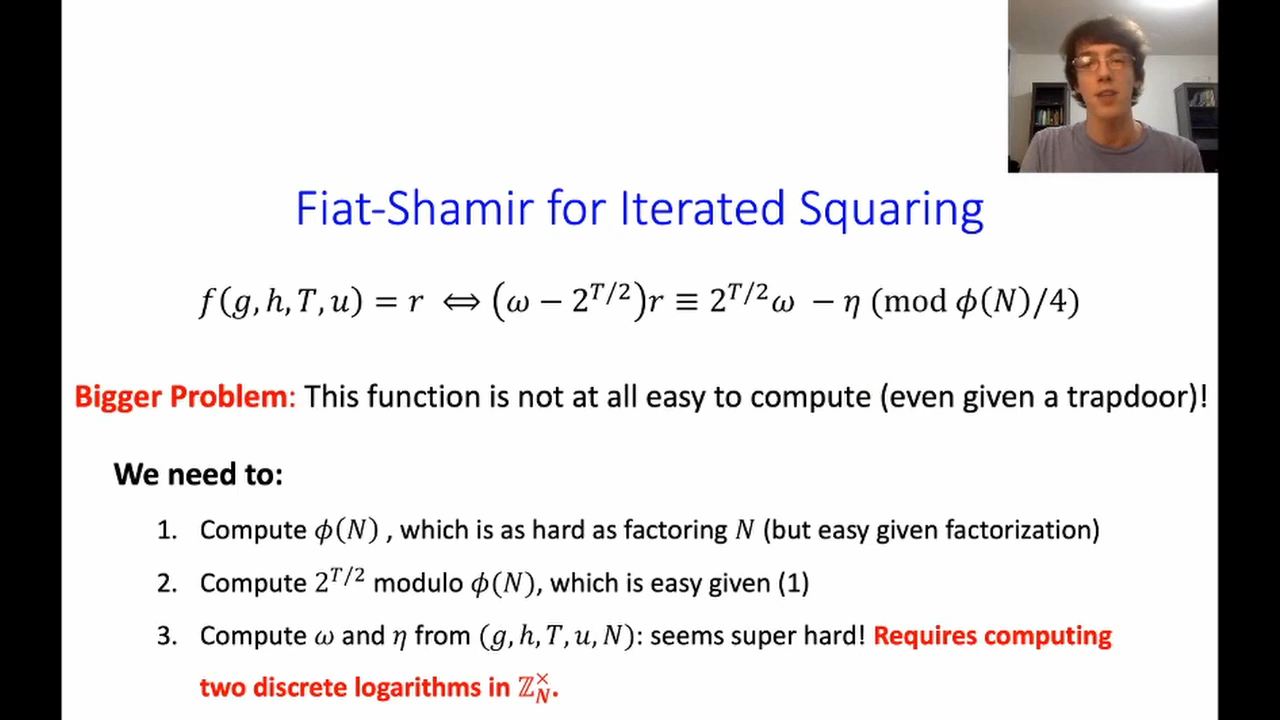 Fiat-Shamir for Iterated Squaring
f(g, h, T, u) = r ⟺ (ω − 2^{T/2})r ≡ 2^{T/2}ω − η (mod ϕ(N)/4)
Bigger Problem: This function is not at all easy to compute (even given a trapdoor)!
We need to:
1. Compute ϕ(N) , which is as hard as factoring N (but easy given factorization)
2. Compute 2^{T/2} modulo ϕ(N), which is easy given (1)
3. Compute ω and η from (g, h, T, u, N): seems super hard! Requires computing
two discrete logarithms in ℤ_N^×.